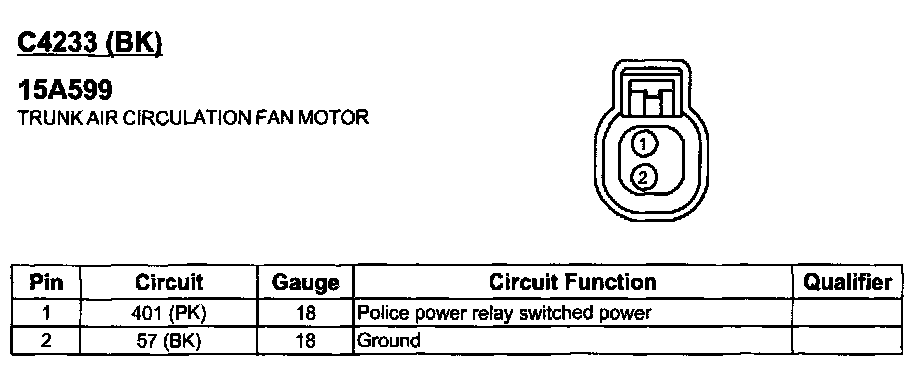 C4233 (BK)
15A599
TRUNK AIR CIRCULATION FAN MOTOR
1
2
Pin Circuit Gauge Circuit Function Qualifier
1 401 (PK) 18 Police power relay switched power
2 57 (BK) 18 Ground